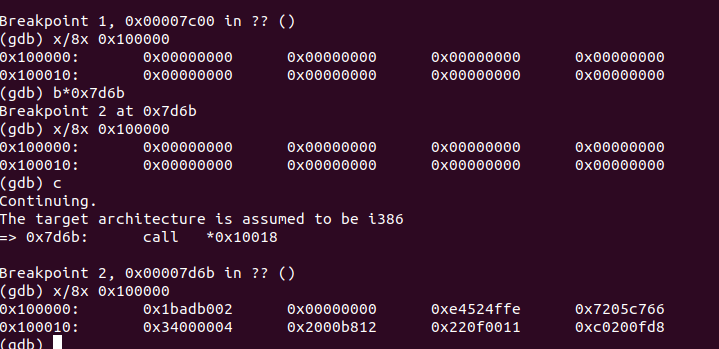 Breakpoint 1, 0x00007c00 in ?? ()
(gdb) x/8x 0x100000
0x100000: 0x00000000 0x00000000 0x00000000 0x00000000
0x100010: 0x00000000 0x00000000 0x00000000 0x00000000
(gdb) b*0x7d6b
Breakpoint 2 at 0x7d6b
(gdb) x/8x 0x100000
0x100000: 0x00000000 0x00000000 0x00000000 0x00000000
0x100010: 0x00000000 0x00000000 0x00000000 0x00000000
(gdb) c
Continuing.
The target architecture is assumed to be i386
=> 0x7d6b: call *0x10018
Breakpoint 2, 0x00007d6b in ?? ()
(gdb) x/8x 0x100000
0x100000: 0x1badb002 0x00000000 0xe4524ffe 0x7205c766
0x100010: 0x34000004 0x2000b812 0x220f0011 0xc0200fd8
(gdb)